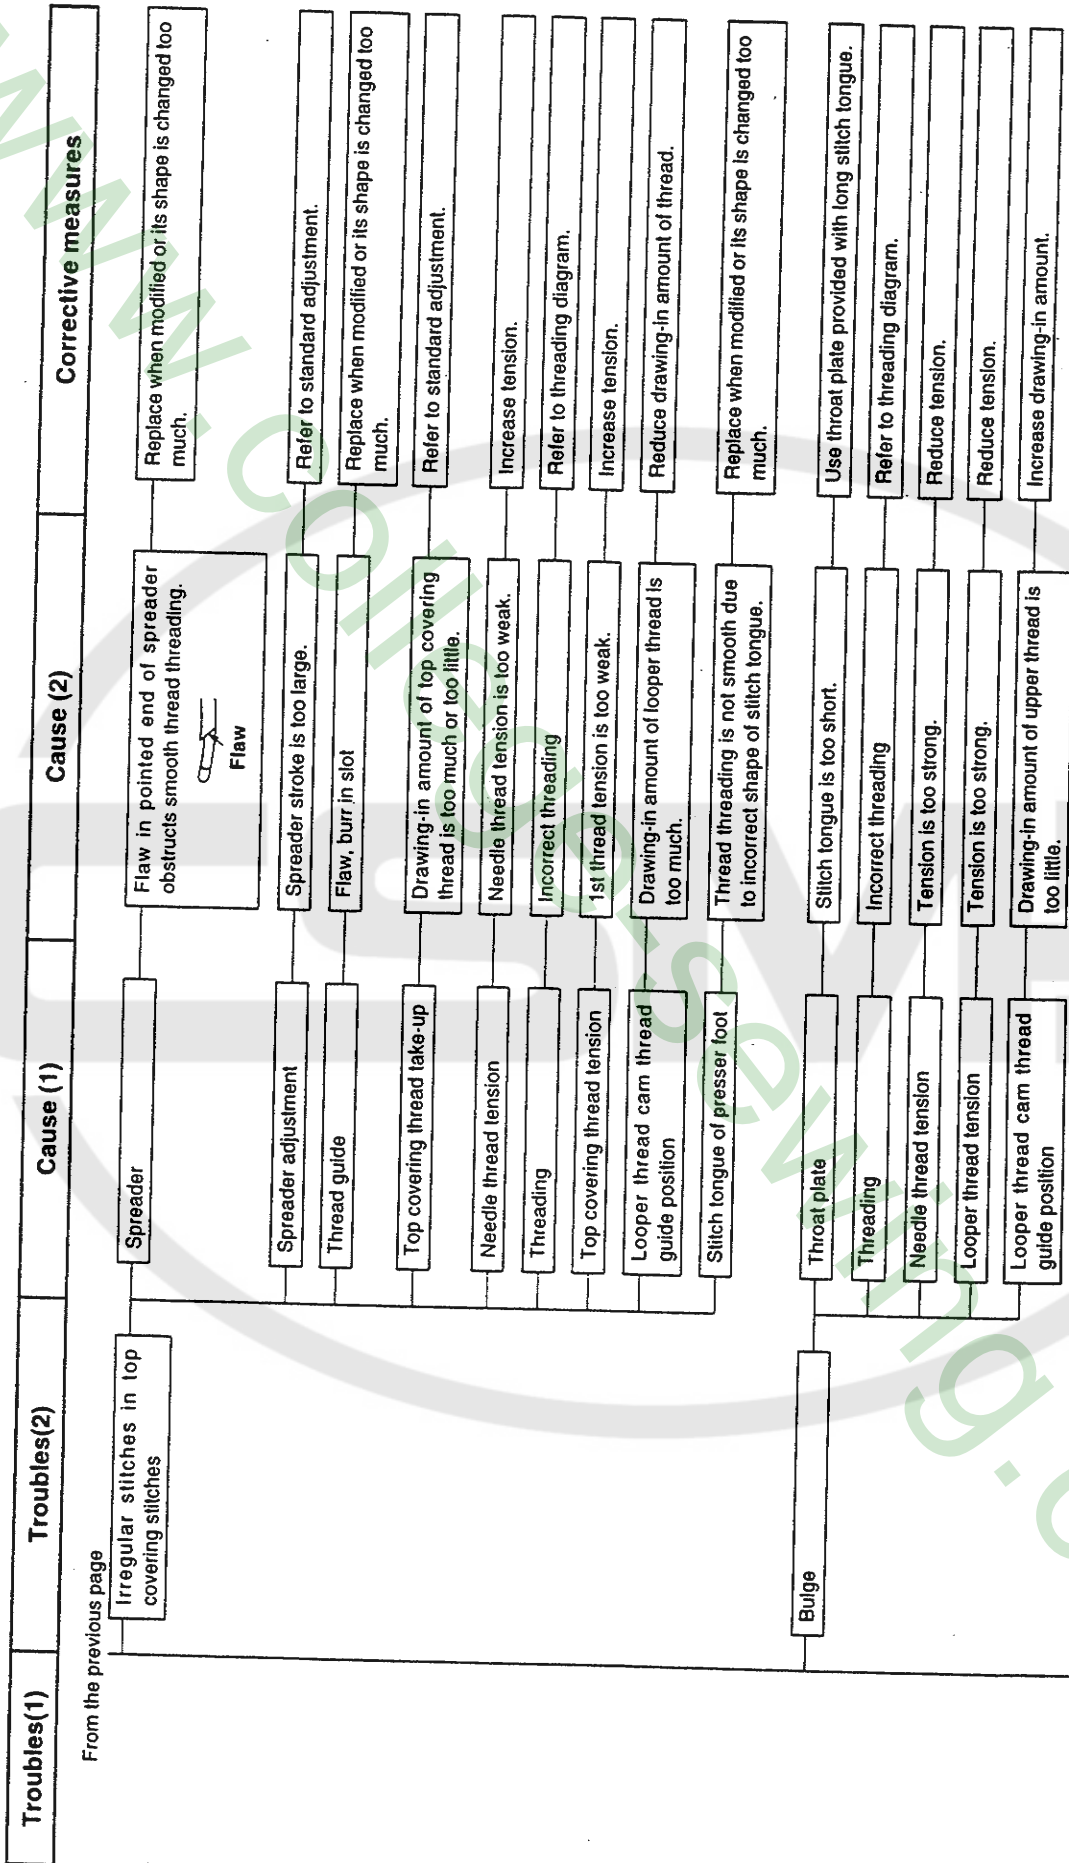 Troubles(1)
Troubles(2)
Cause (1)
Cause (2)
Corrective measures
From the previous page
Irregular stitches in top
covering stitches
Spreader
Flaw in pointed end of spreader
obstructs smooth thread threading.
Flaw
Replace when modified or its shape is changed too
much.
Spreader adjustment
Spreader stroke is too large.
Refer to standard adjustment.
Thread guide
Flaw, burr in slot
Replace when modified or its shape is changed too
much.
Top covering thread take-up
Drawing-in amount of top covering
thread is too much or too little.
Refer to standard adjustment.
Needle thread tension
Needle thread tension is too weak.
Increase tension.
Threading
Incorrect threading
Refer to threading diagram.
Top covering thread tension
1st thread tension is too weak.
Increase tension.
Looper thread cam thread
guide position
Drawing-in amount of looper thread is
too much.
Reduce drawing-in amount of thread.
Stitch tongue of presser foot
Thread threading is not smooth due
to incorrect shape of stitch tongue.
Replace when modified or its shape is changed too
much.
Bulge
Throat plate
Stitch tongue is too short.
Use throat plate provided with long stitch tongue.
Threading
Incorrect threading
Refer to threading diagram.
Needle thread tension
Tension is too strong.
Reduce tension.
Looper thread tension
Tension is too strong.
Reduce tension.
Looper thread cam thread
guide position
Drawing-in amount of upper thread is
too little.
Increase drawing-in amount.
www.college-sewing.c
CSM